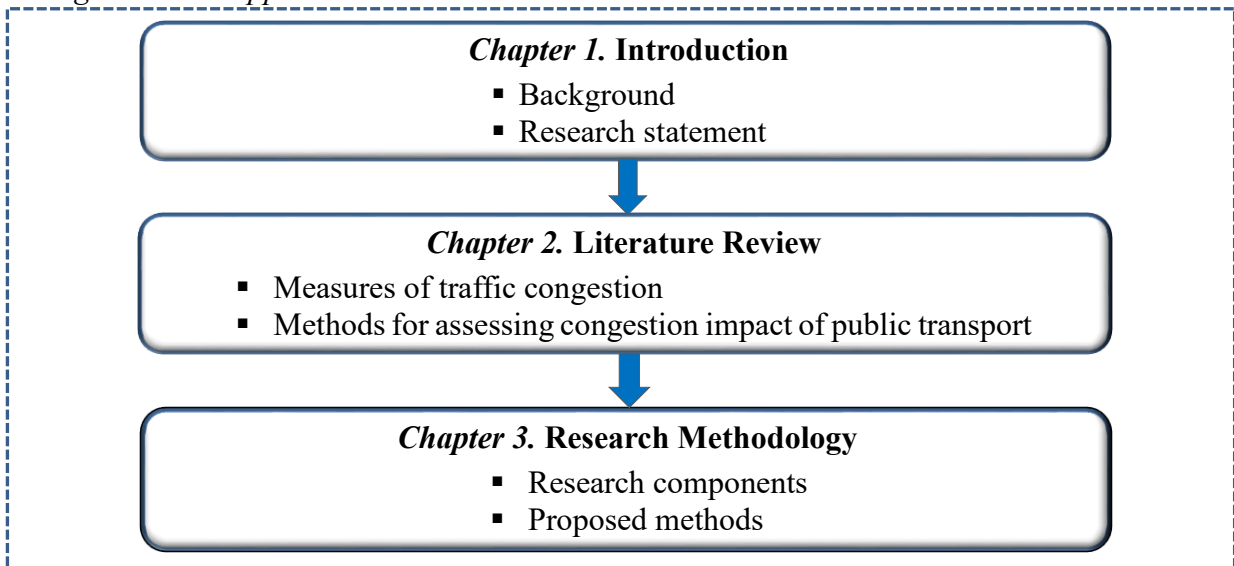 Chapter 1. Introduction
▪ Background
▪ Research statement
Chapter 2. Literature Review
▪ Measures of traffic congestion
▪ Methods for assessing congestion impact of public transport
Chapter 3. Research Methodology
▪ Research components
▪ Proposed methods